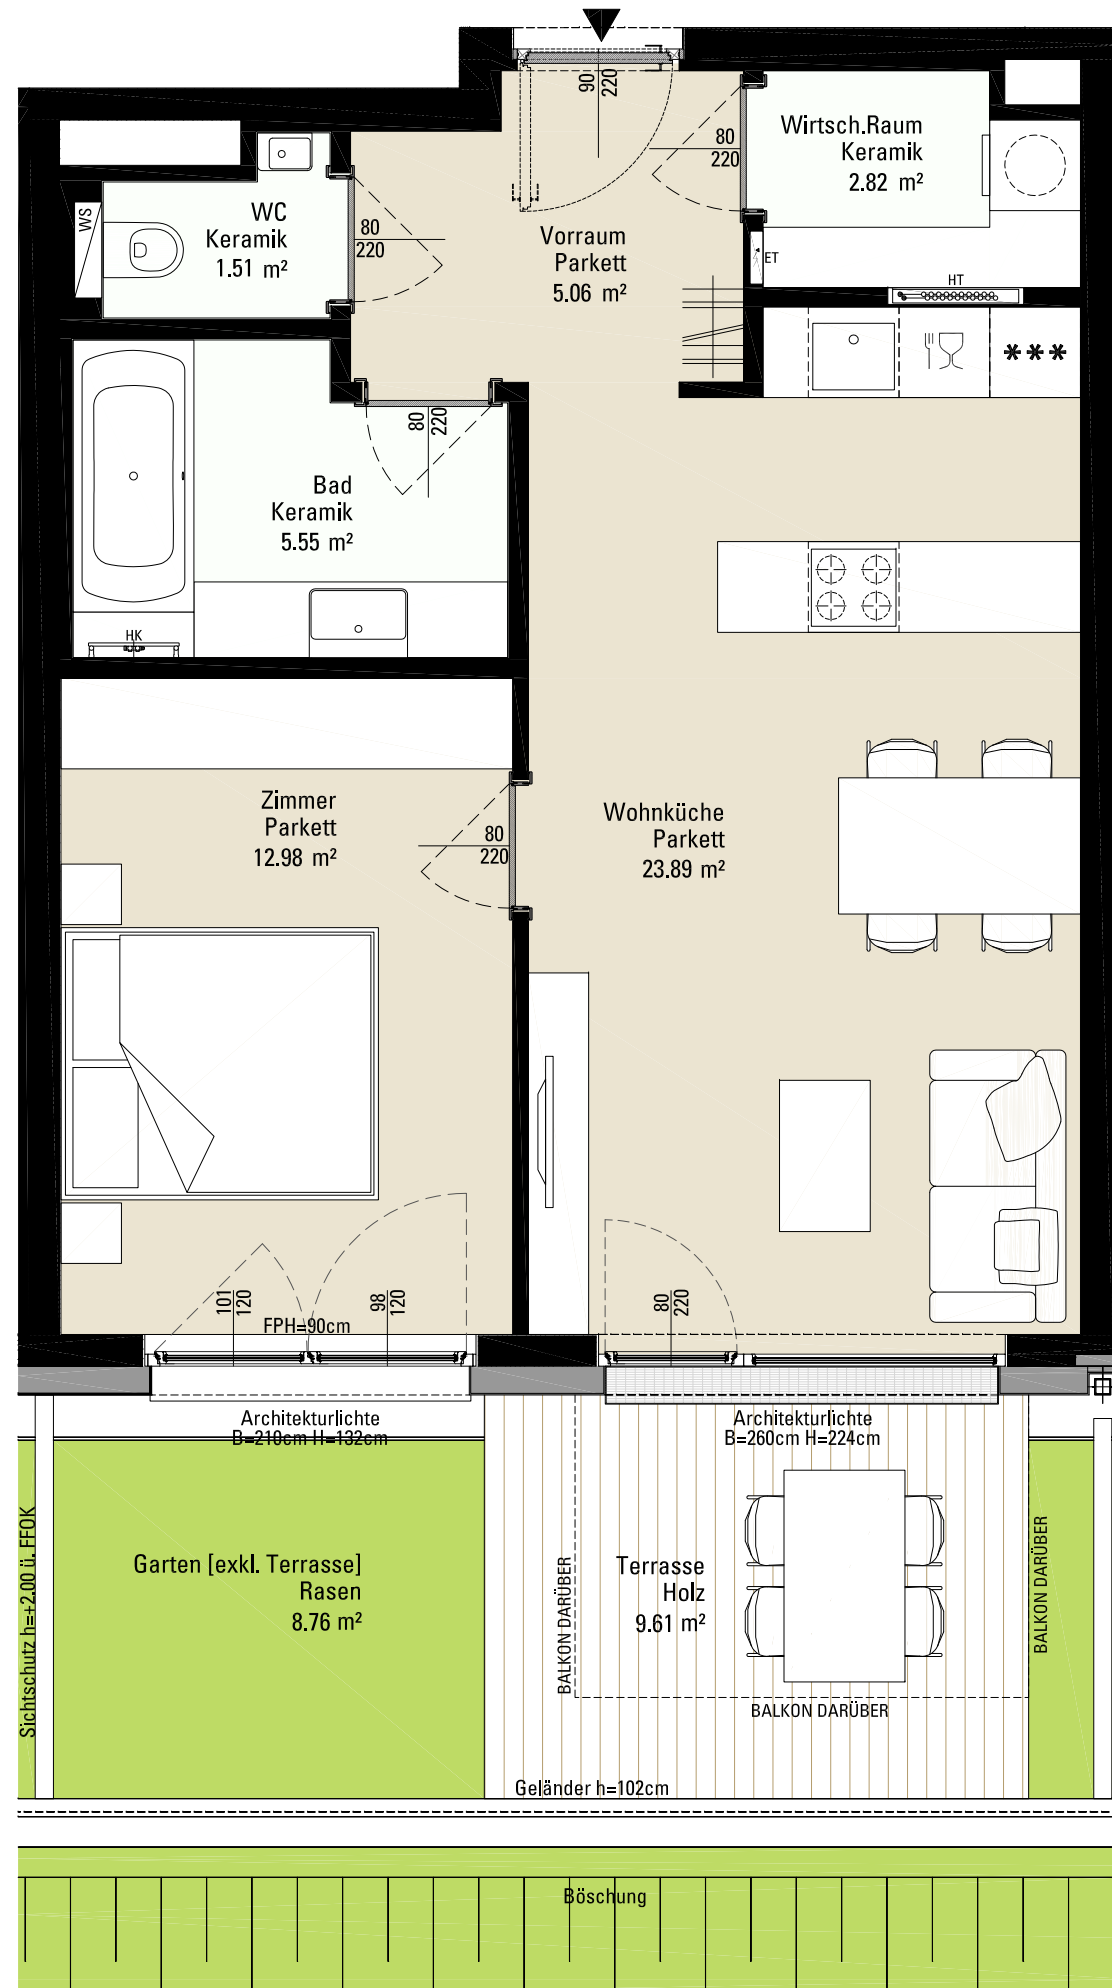 90
220
Wirtsch.Raum
Keramik
2.82 m²
80
220
WS
WC
Keramik
1.51 m²
80
220
Vorraum
Parkett
5.06 m²
ET
HT
***
80
220
Bad
Keramik
5.55 m²
HK
Zimmer
Parkett
12.98 m²
80
220
Wohnküche
Parkett
23.89 m²
101
120
98
120
FPH=90cm
80
220
Architekturlichte
B=210cm H=132cm
Architekturlichte
B=260cm H=224cm
Sichtschutz h=+2.00 ü. FFOK
Garten [exkl. Terrasse]
Rasen
8.76 m²
BALKON DARÜBER
Terrasse
Holz
9.61 m²
BALKON DARÜBER
BALKON DARÜBER
Geländer h=102cm
Böschung